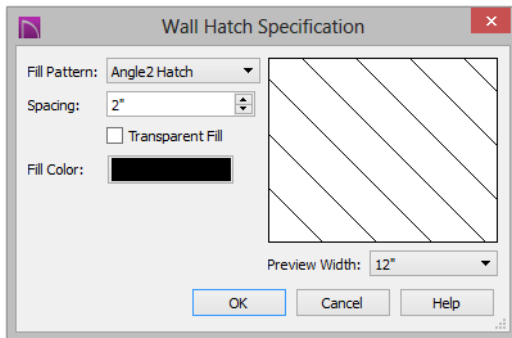 Wall Hatch Specification
Fill Pattern: Angle2 Hatch
Spacing: 2"
Transparent Fill
Fill Color:
Preview Width: 12"
OK Cancel Help